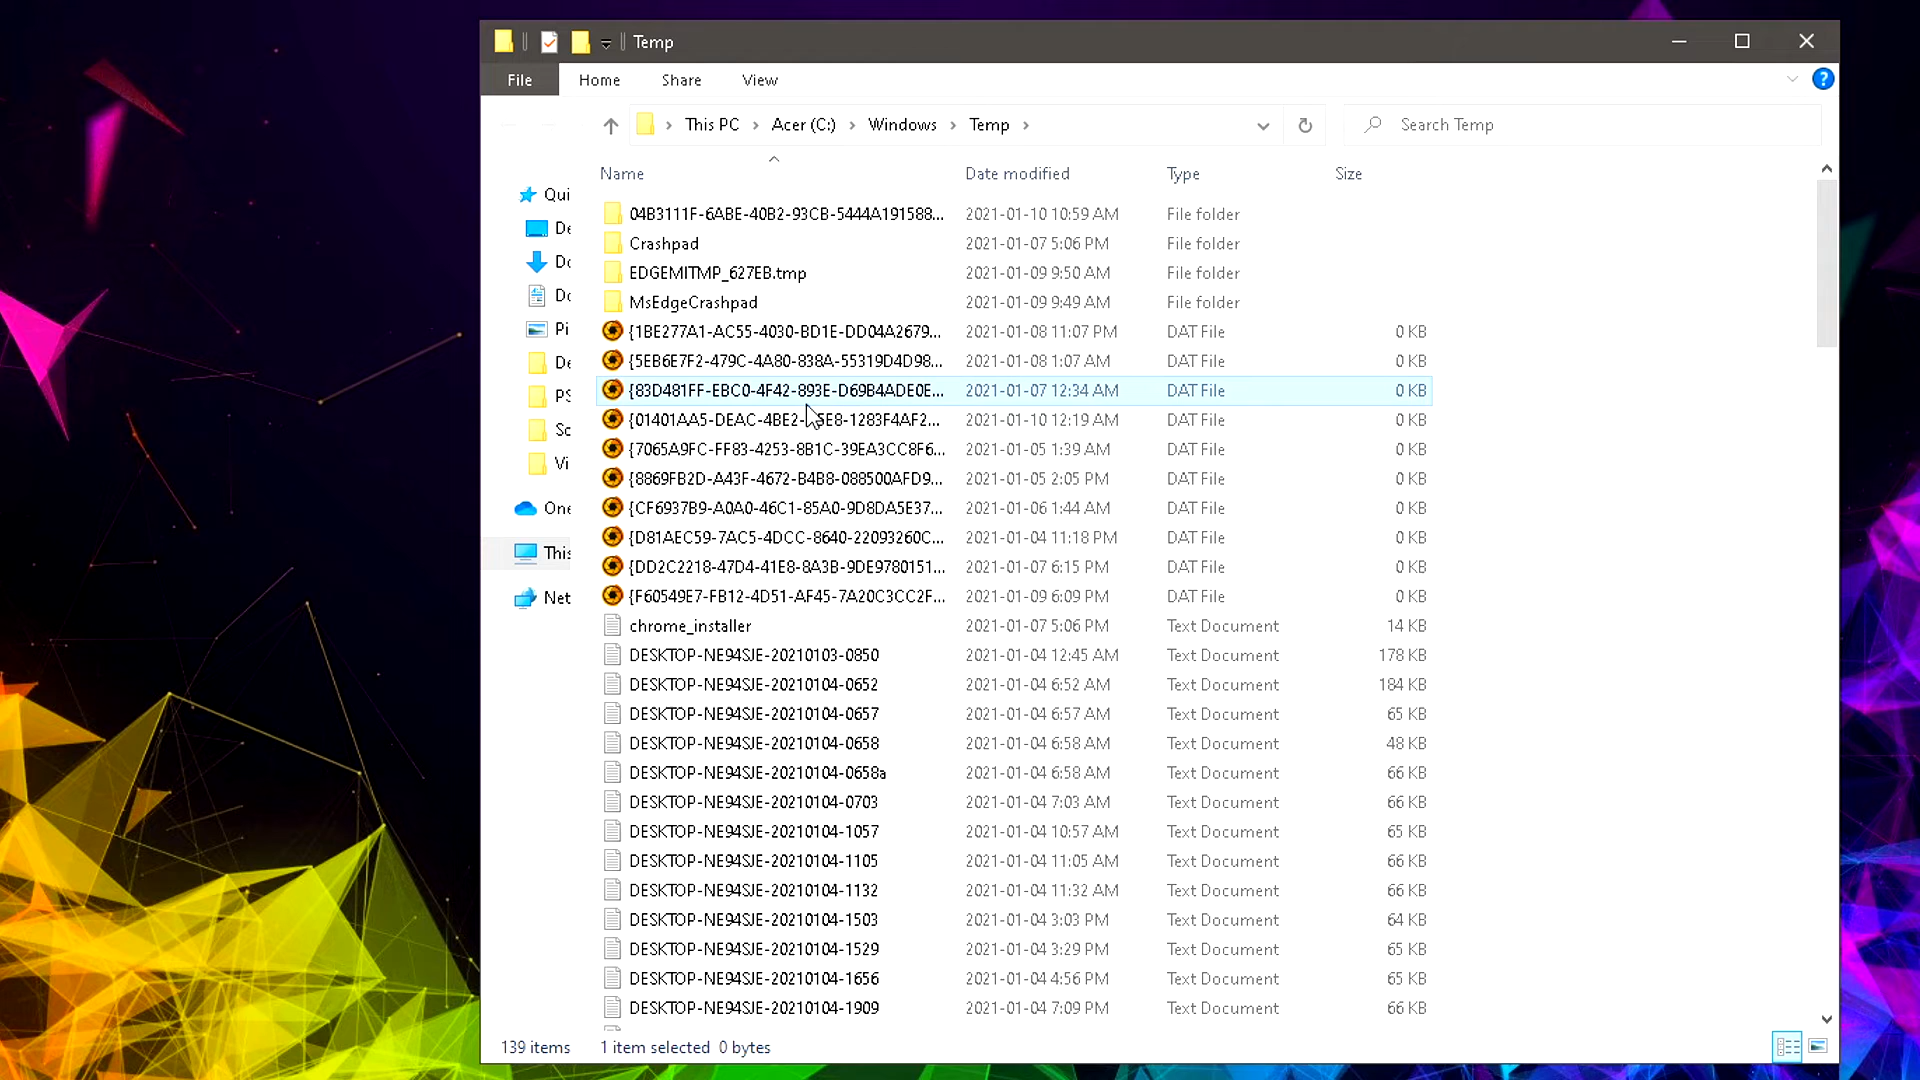 Temp
File Home Share View
This PC Acer (C:) Windows Temp Search Temp
Name Date modified Type Size
Qui
De
Do
Do
Pi
De
PS
Sc
Vi
One
This
Net
04B3111F-6ABE-40B2-93CB-5444A191588... 2021-01-10 10:59 AM File folder
Crashpad 2021-01-07 5:06 PM File folder
EDGEMITMP_627EB.tmp 2021-01-09 9:50 AM File folder
MsEdgeCrashpad 2021-01-09 9:49 AM File folder
{1BE277A1-AC55-4030-BD1E-DD04A2679... 2021-01-08 11:07 PM DAT File 0 KB
{5EB6E7F2-479C-4A80-838A-55319D4D98... 2021-01-08 1:07 AM DAT File 0 KB
{83D481FF-EBC0-4F42-893E-D69B4ADE0E... 2021-01-07 12:34 AM DAT File 0 KB
2021-01-10 12:19 AM DAT File 0 KB
{7065A9FC-FF83-4253-8B1C-39EA3CC8F6... 2021-01-05 1:39 AM DAT File 0 KB
{8869FB2D-A43F-4672-B4B8-088500AFD9... 2021-01-05 2:05 PM DAT File 0 KB
{CF6937B9-A0A0-46C1-85A0-9D8DA5E37... 2021-01-06 1:44 AM DAT File 0 KB
{D81AEC59-7AC5-4DCC-8640-22093260C... 2021-01-04 11:18 PM DAT File 0 KB
{DD2C2218-47D4-41E8-8A3B-9DE9780151... 2021-01-07 6:15 PM DAT File 0 KB
{F60549E7-FB12-4D51-AF45-7A20C3CC2F... 2021-01-09 6:09 PM DAT File 0 KB
chrome_installer 2021-01-07 5:06 PM Text Document 14 KB
DESKTOP-NE94SJE-20210103-0850 2021-01-04 12:45 AM Text Document 178 KB
DESKTOP-NE94SJE-20210104-0652 2021-01-04 6:52 AM Text Document 184 KB
DESKTOP-NE94SJE-20210104-0657 2021-01-04 6:57 AM Text Document 65 KB
DESKTOP-NE94SJE-20210104-0658 2021-01-04 6:58 AM Text Document 48 KB
DESKTOP-NE94SJE-20210104-0658a 2021-01-04 6:58 AM Text Document 66 KB
DESKTOP-NE94SJE-20210104-0703 2021-01-04 7:03 AM Text Document 66 KB
DESKTOP-NE94SJE-20210104-1057 2021-01-04 10:57 AM Text Document 65 KB
DESKTOP-NE94SJE-20210104-1105 2021-01-04 11:05 AM Text Document 66 KB
DESKTOP-NE94SJE-20210104-1132 2021-01-04 11:32 AM Text Document 66 KB
DESKTOP-NE94SJE-20210104-1503 2021-01-04 3:03 PM Text Document 64 KB
DESKTOP-NE94SJE-20210104-1529 2021-01-04 3:29 PM Text Document 65 KB
DESKTOP-NE94SJE-20210104-1656 2021-01-04 4:56 PM Text Document 65 KB
DESKTOP-NE94SJE-20210104-1909 2021-01-04 7:09 PM Text Document 66 KB
139 items 1 item selected 0 bytes